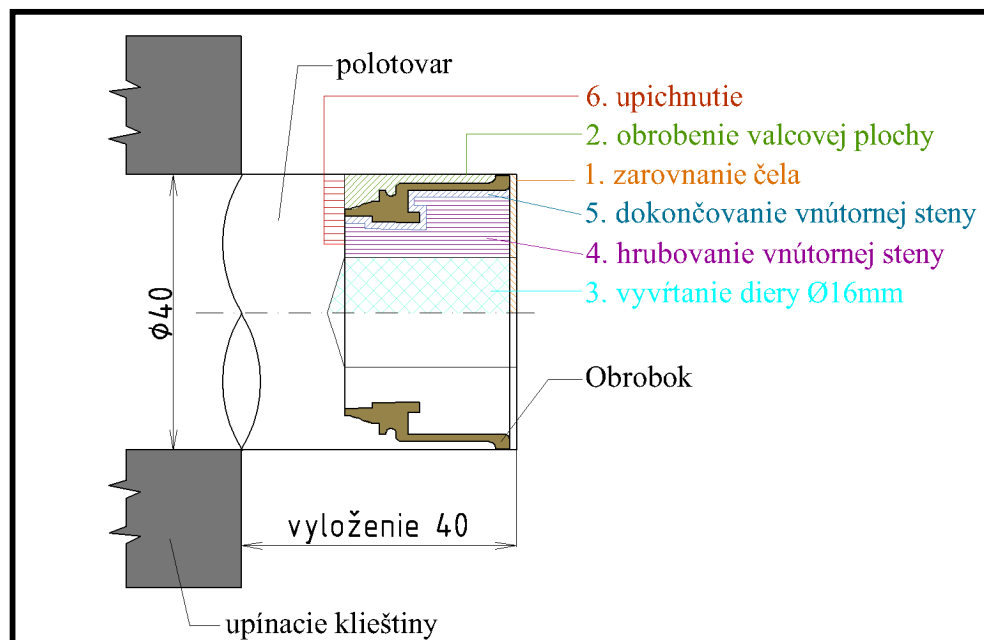 polotovar
6. upichnutie
2. obrobenie valcovej plochy
1. zarovnanie čela
5. dokončovanie vnútornej steny
4. hrubovanie vnútornej steny
3. vyvŕtanie diery Ø16mm
ϕ40
Obrobok
vyloženie 40
upínacie klieštiny